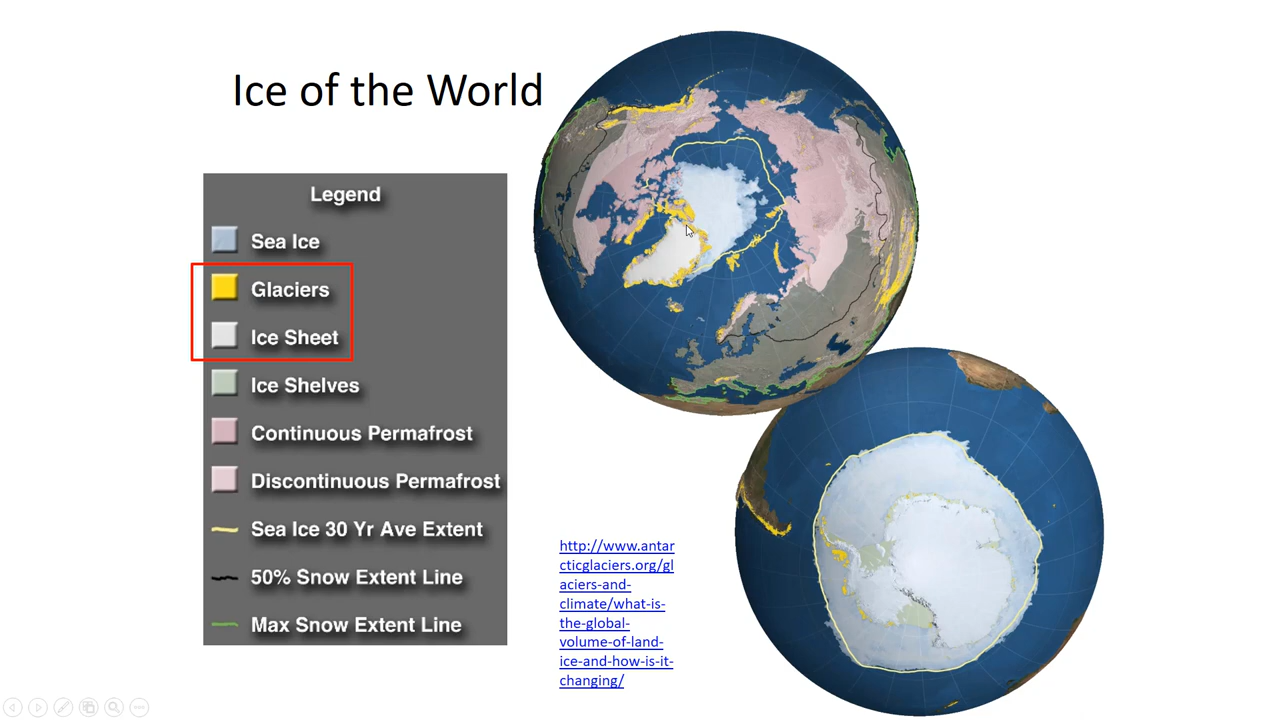 Ice of the World
Legend
Sea Ice
Glaciers
Ice Sheet
Ice Shelves
Continuous Permafrost
Discontinuous Permafrost
Sea Ice 30 Yr Ave Extent
50% Snow Extent Line
Max Snow Extent Line
http://www.antar
cticglaciers.org/gl
aciers-and-
climate/what-is-
the-global-
volume-of-land-
ice-and-how-is-it-
changing/